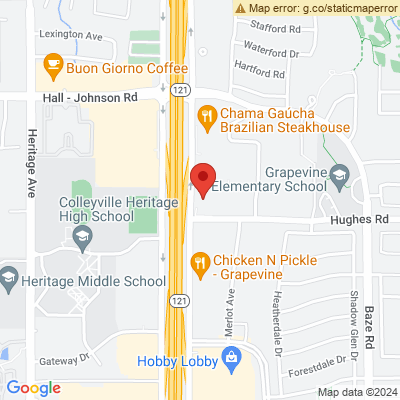 Map error: g.co/staticmaperror
Stafford Rd
Lexington Ave
Waterford Dr
Buon Giorno Coffee
Hartford Rd
Hall - Johnson Rd
121
Chama Gaúcha
Brazilian Steakhouse
Heritage Ave
Grapevine
Elementary School
Colleyville Heritage
High School
Hughes Rd
Chicken N Pickle
- Grapevine
Heritage Middle School
121
Merlot Ave
Heatherdale Dr
Shadow Glen Dr
Baze Rd
Gateway Dr
Hobby Lobby
Forestdale Dr
Google
Map data ©2024